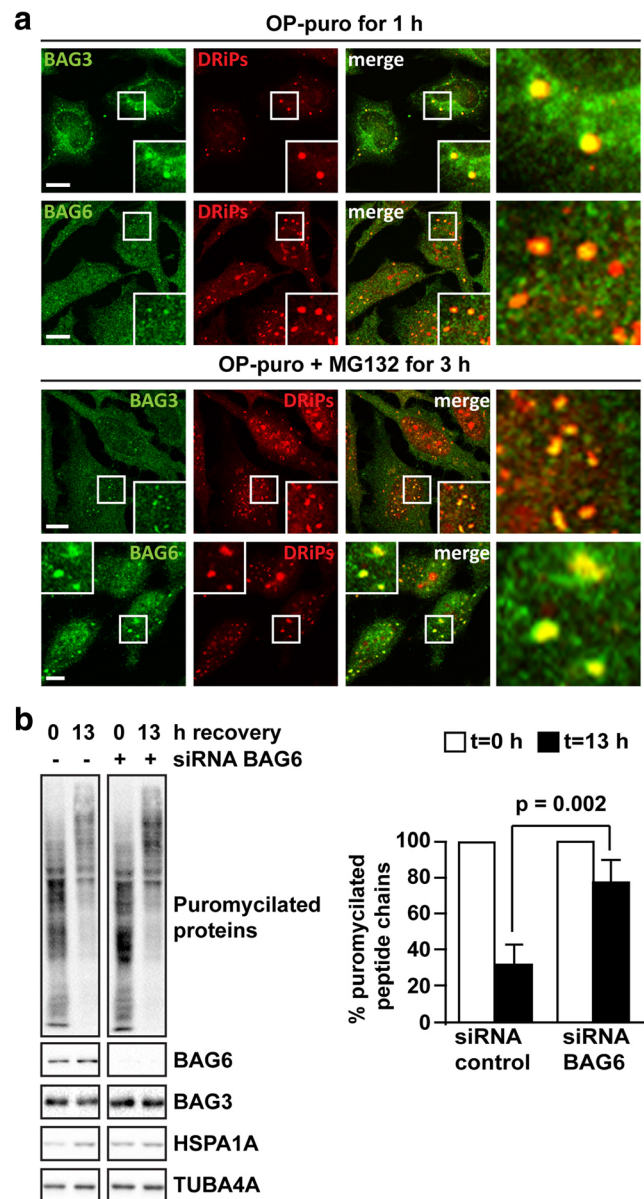 a
OP-puro for 1 h
BAG3 DRiPs merge
BAG6 DRiPs merge
OP-puro + MG132 for 3 h
BAG3 DRiPs merge
BAG6 DRiPs merge
b
0 13 0 13 h recovery
- - + + siRNA BAG6
Puromycilated
proteins
BAG6
BAG3
HSPA1A
TUBA4A
t=0 h t=13 h
p = 0.002
% puromycilated
peptide chains
100
80
60
40
20
0
siRNA
control
siRNA
BAG6